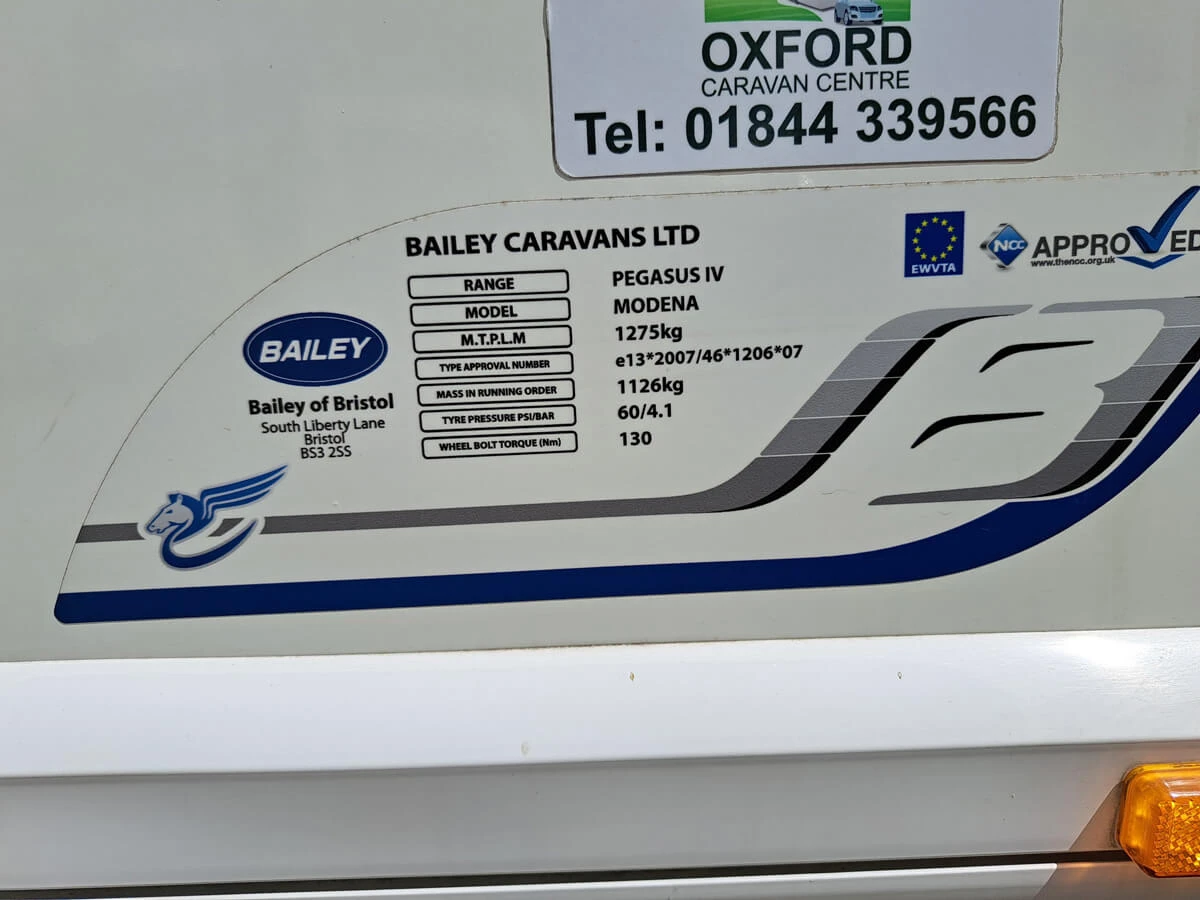 OXFORD
CARAVAN CENTRE
Tel: 01844 339566
BAILEY CARAVANS LTD
RANGE PEGASUS IV
MODEL MODENA
M.T.P.L.M 1275kg
TYPE APPROVAL NUMBER e13*2007/46*1206*07
MASS IN RUNNING ORDER 1126kg
TYRE PRESSURE PSI/BAR 60/4.1
WHEEL BOLT TORQUE (Nm) 130
BAILEY
Bailey of Bristol
South Liberty Lane
Bristol
BS3 2SS
EWVTA
NCC APPROVED
www.thencc.org.uk